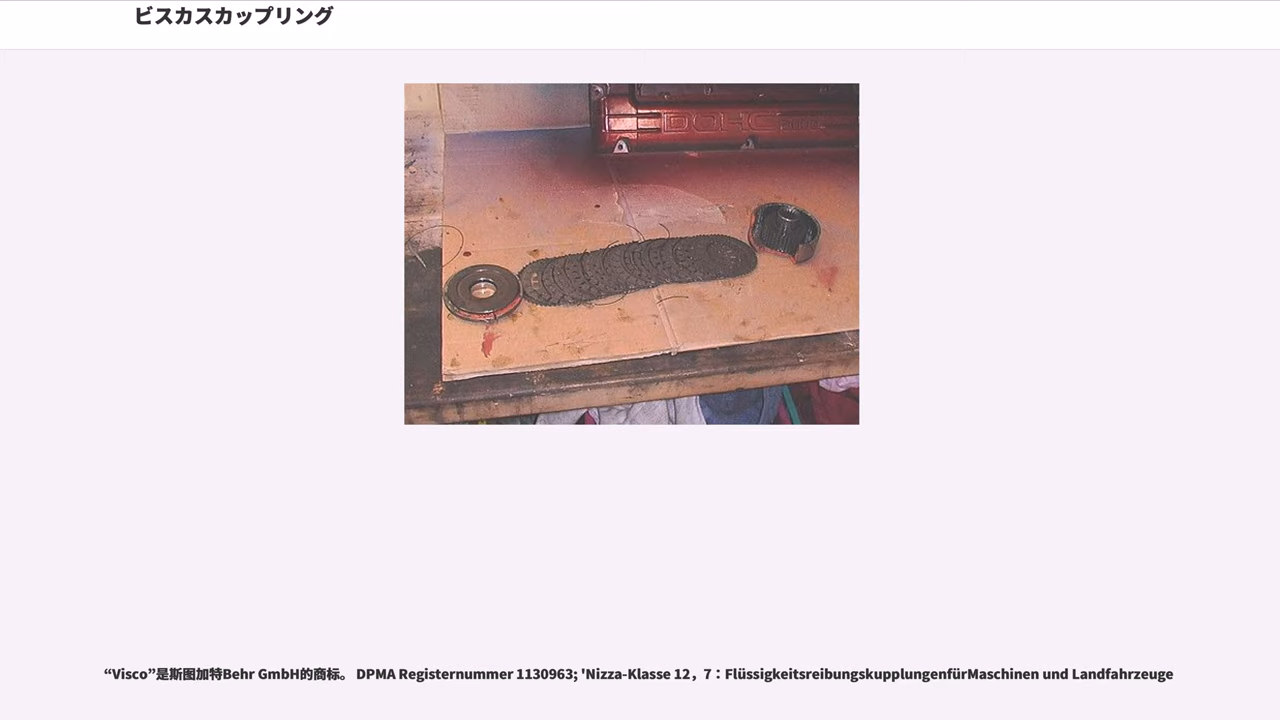 ビスカスカップリング
DOHC
“Visco”是斯图加特Behr GmbH的商标。 DPMA Registernummer 1130963; 'Nizza-Klasse 12，7：FlüssigkeitsreibungskupplungenfürMaschinen und Landfahrzeuge